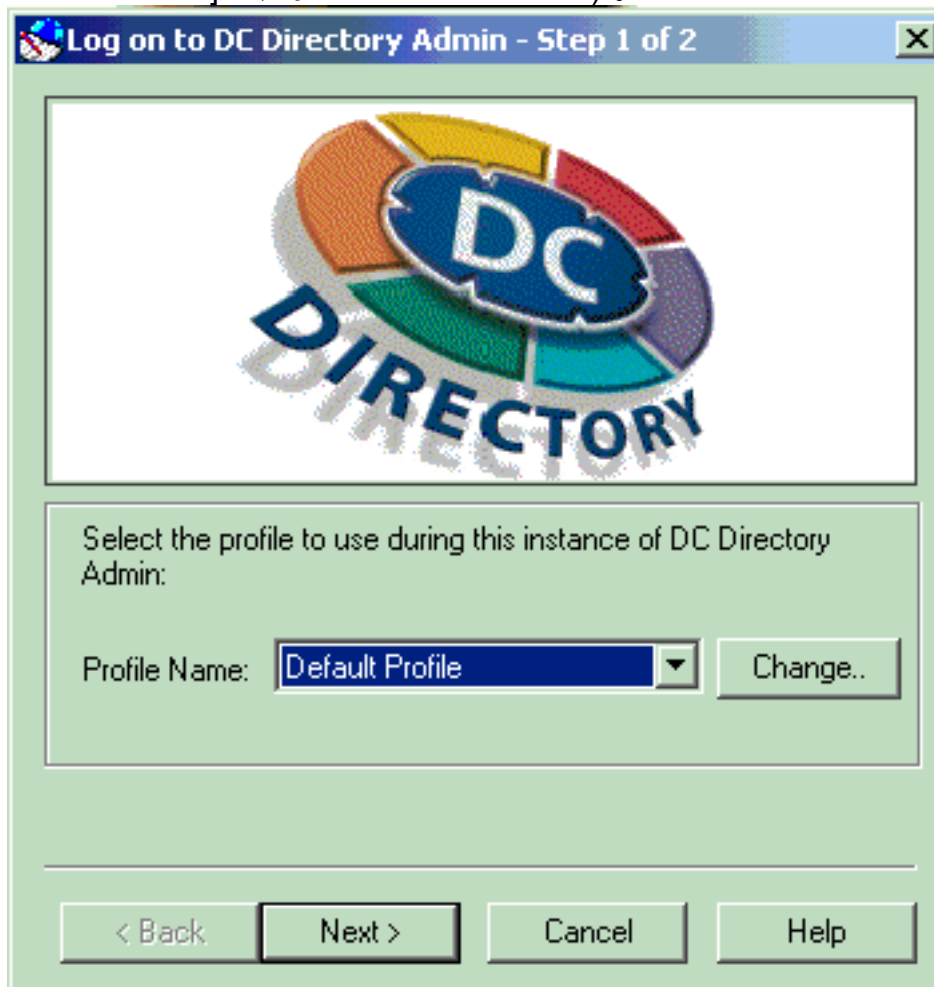 Log on to DC Directory Admin - Step 1 of 2
DC
DIRECTORY
Select the profile to use during this instance of DC Directory
Admin:
Profile Name: Default Profile Change..
< Back Next > Cancel Help